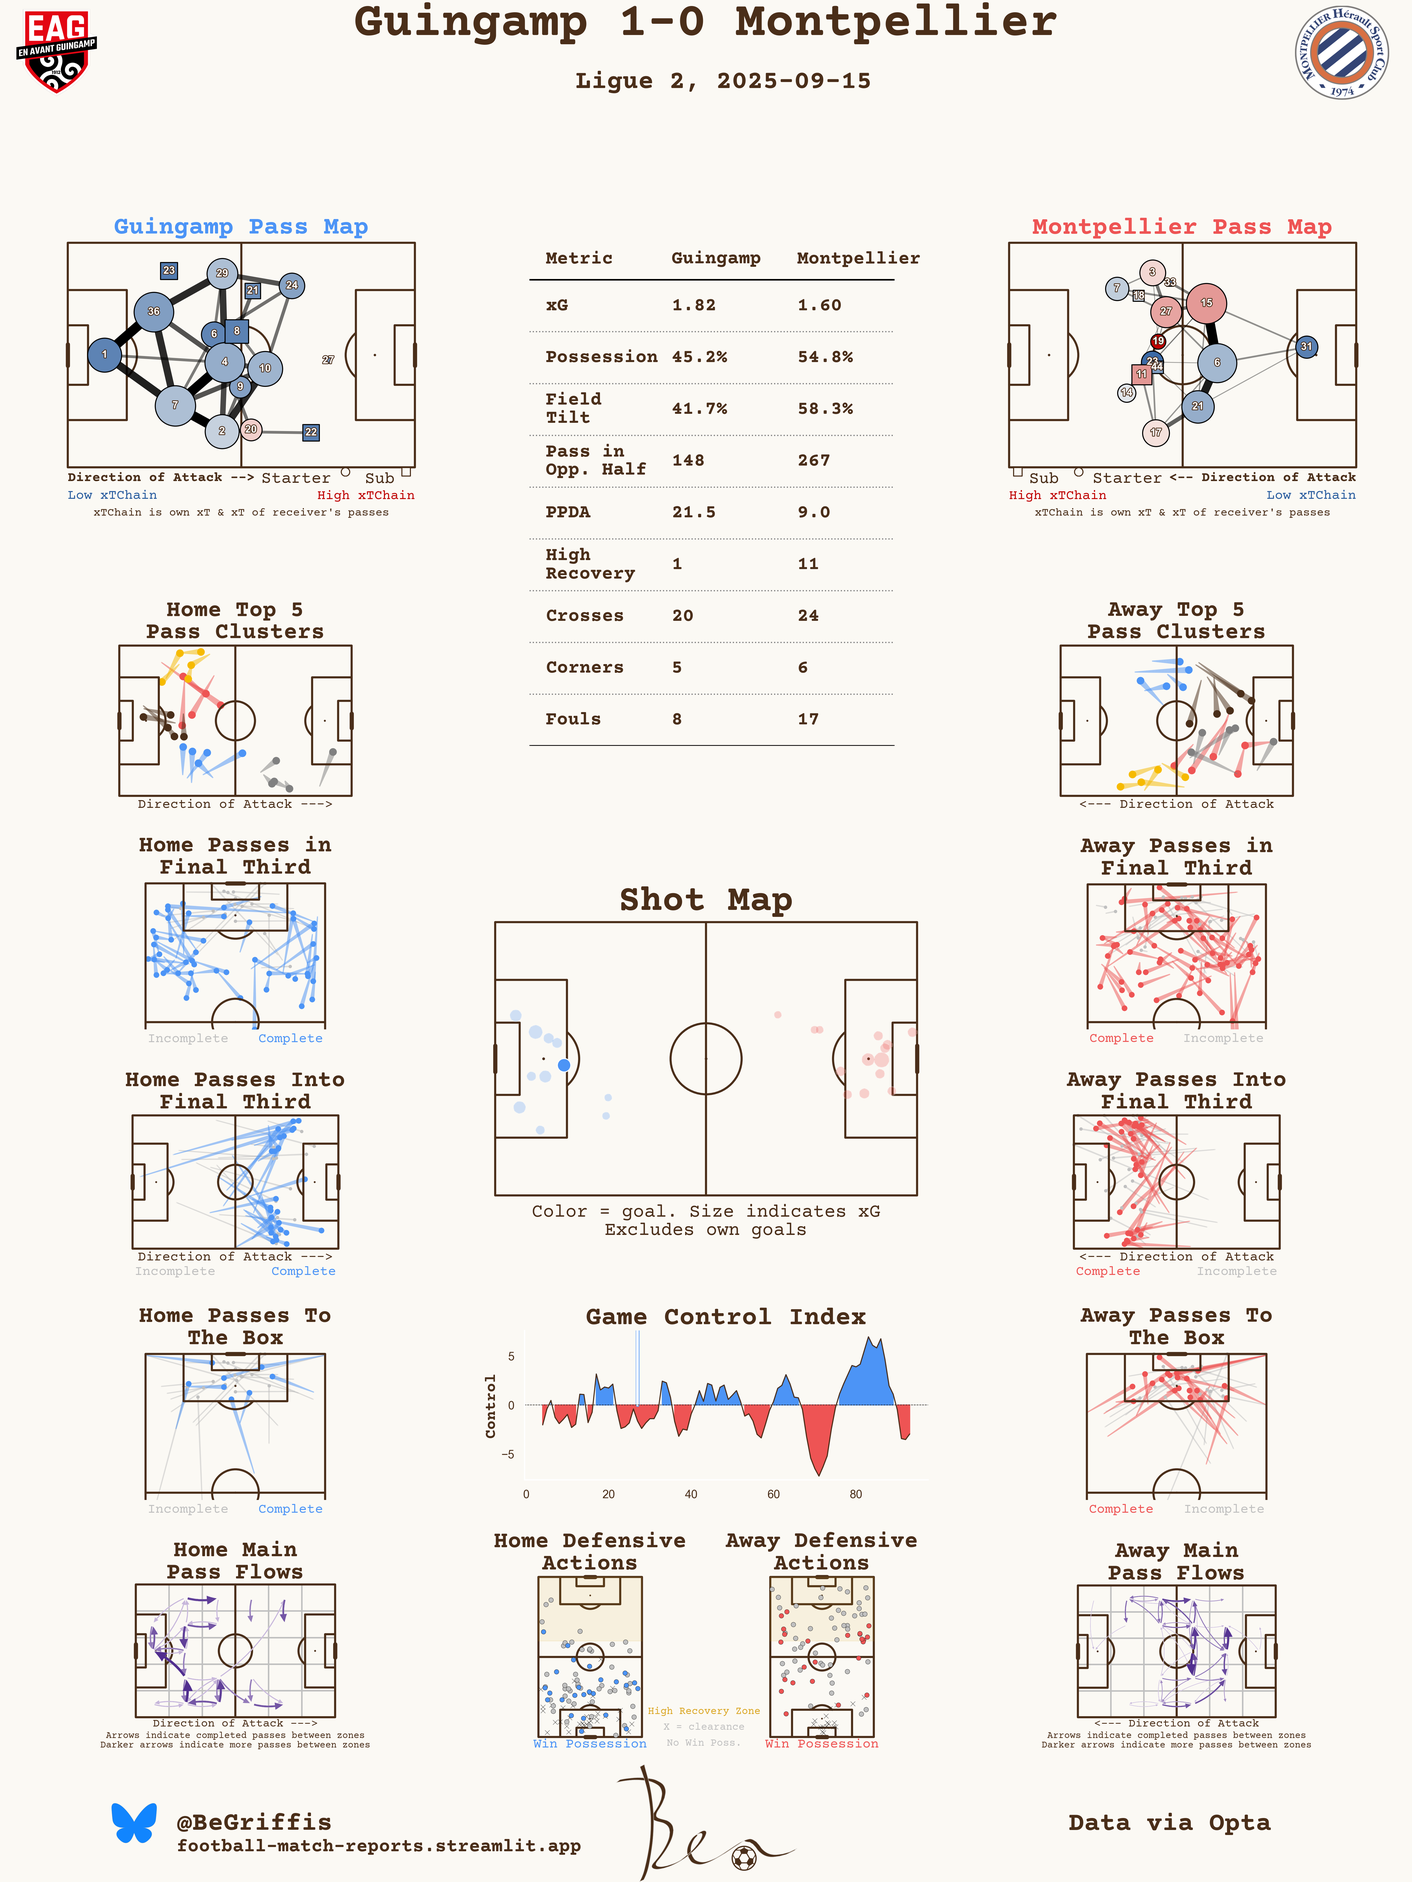 Guingamp 1-0 Montpellier
Ligue 2, 2025-09-15
EAG
EN AVANT GUINGAMP
1912
MONTPELLIER Hérault Sport Club
1974
Guingamp Pass Map
23
29
24
21
36
6
8
1
4
10
27
9
7
2
20
22
Direction of Attack --> Starter Sub
Low xTChain High xTChain
xTChain is own xT & xT of receiver's passes
Metric Guingamp Montpellier
xG 1.82 1.60
Possession 45.2% 54.8%
Field
Tilt 41.7% 58.3%
Pass in
Opp. Half 148 267
PPDA 21.5 9.0
High
Recovery 1 11
Crosses 20 24
Corners 5 6
Fouls 8 17
Montpellier Pass Map
3
33
7
18
15
27
19
31
23
44
6
11
14
21
17
Sub Starter <-- Direction of Attack
High xTChain Low xTChain
xTChain is own xT & xT of receiver's passes
Home Top 5
Pass Clusters
Direction of Attack --->
Away Top 5
Pass Clusters
<--- Direction of Attack
Home Passes in
Final Third
Incomplete Complete
Away Passes in
Final Third
Complete Incomplete
Shot Map
Color = goal. Size indicates xG
Excludes own goals
Home Passes Into
Final Third
Direction of Attack --->
Incomplete Complete
Away Passes Into
Final Third
<--- Direction of Attack
Complete Incomplete
Home Passes To
The Box
Incomplete Complete
Game Control Index
Control
5
0
−5
0 20 40 60 80
Away Passes To
The Box
Complete Incomplete
Home Main
Pass Flows
Direction of Attack --->
Arrows indicate completed passes between zones
Darker arrows indicate more passes between zones
Home Defensive
Actions
Win Possession
Away Defensive
Actions
Win Possession
High Recovery Zone
X = clearance
No Win Poss.
Away Main
Pass Flows
<--- Direction of Attack
Arrows indicate completed passes between zones
Darker arrows indicate more passes between zones
@BeGriffis
football-match-reports.streamlit.app
Ben
Data via Opta